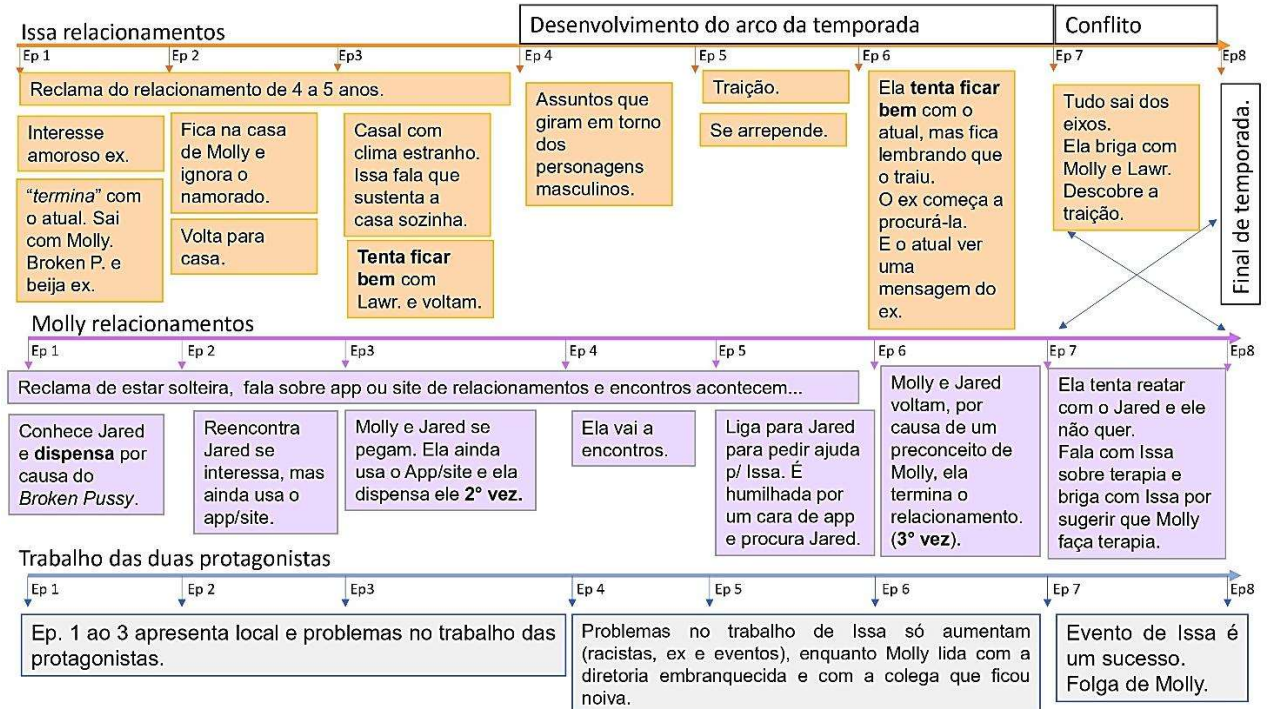 Issa relacionamentos
Desenvolvimento do arco da temporada
Conflito
Ep 1
Ep 2
Ep3
Ep 4
Ep 5
Ep 6
Ep 7
Ep8
Reclama do relacionamento de 4 a 5 anos.
Interesse
amoroso ex.
“termina” com
o atual. Sai
com Molly.
Broken P. e
beija ex.
Fica na casa
de Molly e
ignora o
namorado.
Volta para
casa.
Casal com
clima estranho.
Issa fala que
sustenta a
casa sozinha.
Tenta ficar
bem com
Lawr. e voltam.
Assuntos que
giram em torno
dos
personagens
masculinos.
Traição.
Se arrepende.
Ela tenta ficar
bem com o
atual, mas fica
lembrando que
o traiu.
O ex começa a
procurá-la.
E o atual ver
uma
mensagem do
ex.
Tudo sai dos
eixos.
Ela briga com
Molly e Lawr.
Descobre a
traição.
Final de temporada.
Molly relacionamentos
Ep 1
Ep 2
Ep3
Ep 4
Ep 5
Ep 6
Ep 7
Ep8
Reclama de estar solteira, fala sobre app ou site de relacionamentos e encontros acontecem...
Conhece Jared
e dispensa por
causa do
Broken Pussy.
Reencontra
Jared se
interessa, mas
ainda usa o
app/site.
Molly e Jared se
pegam. Ela ainda
usa o App/site e ela
dispensa ele 2° vez.
Ela vai a
encontros.
Liga para Jared
para pedir ajuda
p/ Issa. É
humilhada por
um cara de app
e procura Jared.
Molly e Jared
voltam, por
causa de um
preconceito de
Molly, ela
termina o
relacionamento.
(3° vez).
Ela tenta reatar
com o Jared e ele
não quer.
Fala com Issa
sobre terapia e
briga com Issa por
sugerir que Molly
faça terapia.
Trabalho das duas protagonistas
Ep 1
Ep 2
Ep3
Ep 4
Ep 5
Ep 6
Ep 7
Ep8
Ep. 1 ao 3 apresenta local e problemas no trabalho das
protagonistas.
Problemas no trabalho de Issa só aumentam
(racistas, ex e eventos), enquanto Molly lida com a
diretoria embranquecida e com a colega que ficou
noiva.
Evento de Issa é
um sucesso.
Folga de Molly.